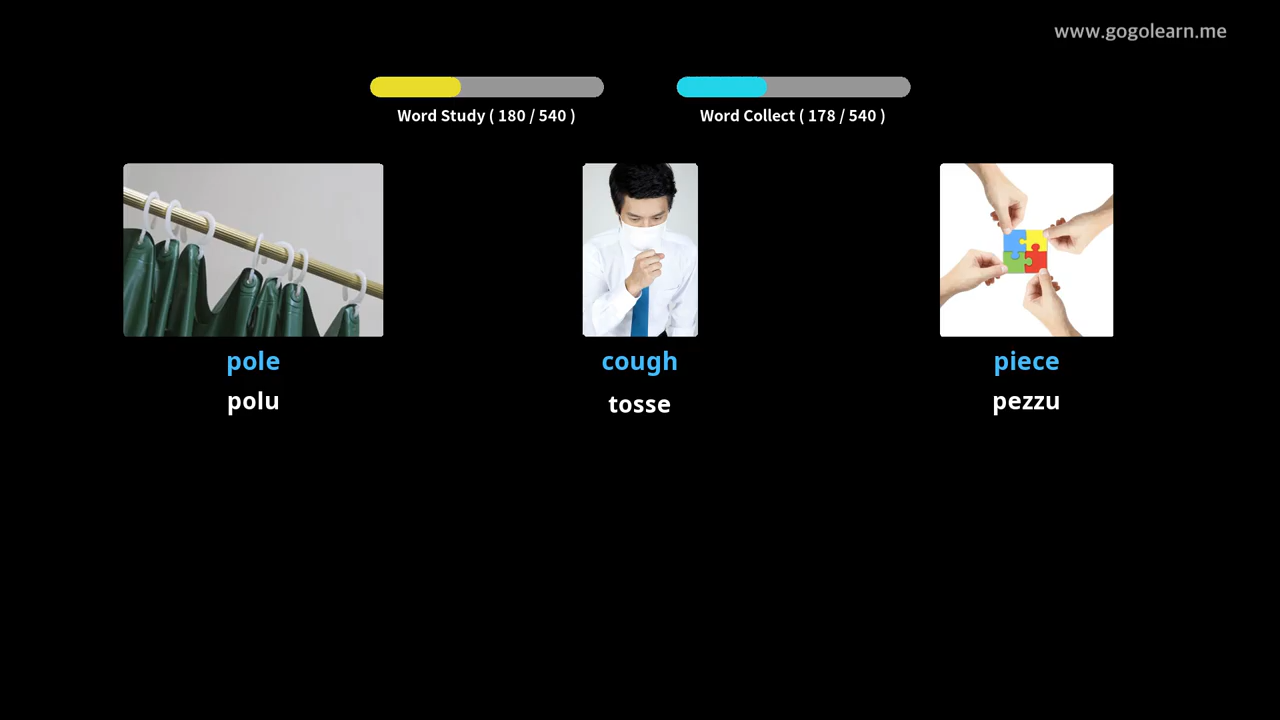 www.gogolearn.me
Word Study ( 180 / 540 )
Word Collect ( 178 / 540 )
pole
cough
piece
polu
tosse
pezzu